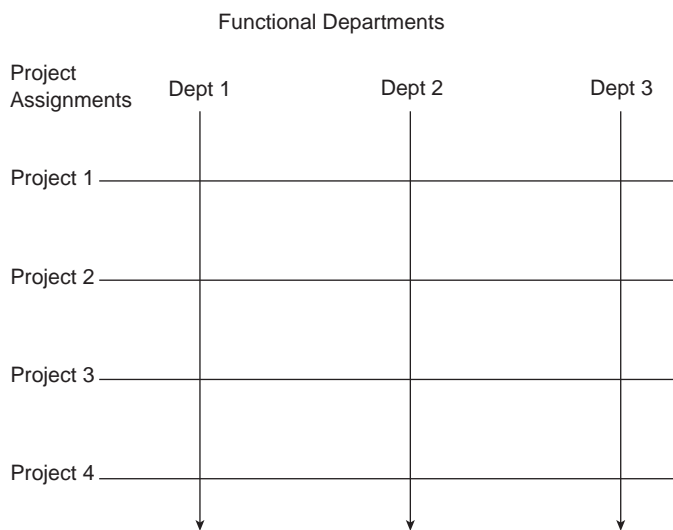 Functional Departments
Project
Assignments
Dept 1
Dept 2
Dept 3
Project 1
Project 2
Project 3
Project 4